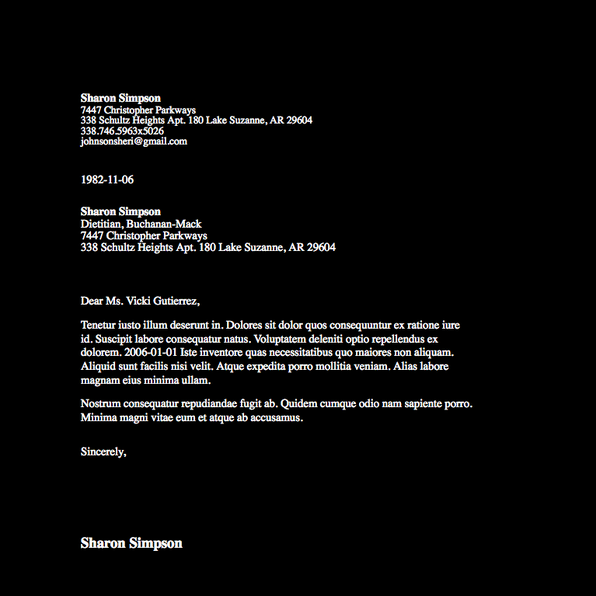 Sharon Simpson
7447 Christopher Parkways
338 Schultz Heights Apt. 180 Lake Suzanne, AR 29604
338.746.5963x5026
johnsonsheri@gmail.com
1982-11-06
Sharon Simpson
Dietitian, Buchanan-Mack
7447 Christopher Parkways
338 Schultz Heights Apt. 180 Lake Suzanne, AR 29604
Dear Ms. Vicki Gutierrez,
Tenetur iusto illum deserunt in. Dolores sit dolor quos consequuntur ex ratione iure
id. Suscipit labore consequatur natus. Voluptatem deleniti optio repellendus ex
dolorem. 2006-01-01 Iste inventore quas necessitatibus quo maiores non aliquam.
Aliquid sunt facilis nisi velit. Atque expedita porro mollitia veniam. Alias labore
magnam eius minima ullam.
Nostrum consequatur repudiandae fugit ab. Quidem cumque odio nam sapiente porro.
Minima magni vitae eum et atque ab accusamus.
Sincerely,
Sharon Simpson